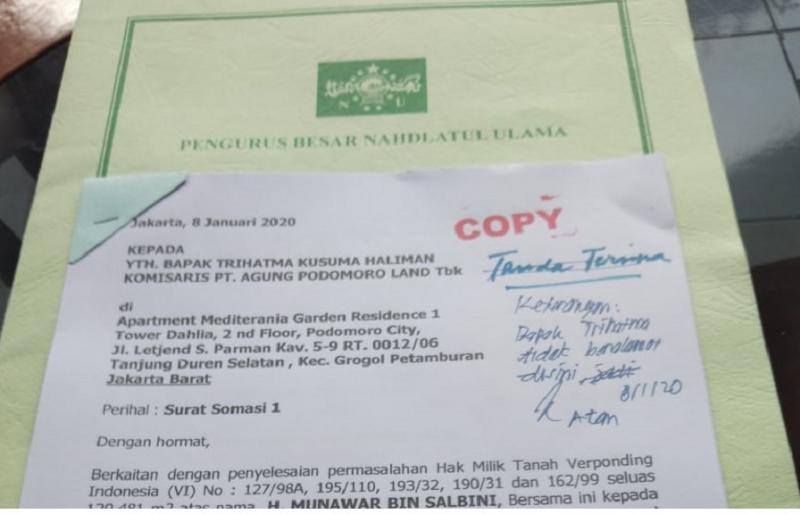 N U
PENGURUS BESAR NAHDLATUL ULAMA
Jakarta, 8 Januari 2020
COPY
Tanda Terima
KEPADA
YTH. BAPAK TRIHATMA KUSUMA HALIMAN
KOMISARIS PT. AGUNG PODOMORO LAND Tbk
di
Apartment Mediterania Garden Residence 1
Tower Dahlia, 2 nd Floor, Podomoro City,
Jl. Letjend S. Parman Kav. 5-9 RT. 0012/06
Tanjung Duren Selatan , Kec. Grogol Petamburan
Jakarta Barat
Keterangan:
Bapak Trihatma
tidak beralamat
disini
8/1/20
Atan
Perihal : Surat Somasi 1
Dengan hormat,
Berkaitan dengan penyelesaian permasalahan Hak Milik Tanah Verponding
Indonesia (VI) No : 127/98A, 195/110, 193/32, 190/31 dan 162/99 seluas
120.481 m2 atas nama H. MUNAWAR BIN SALBINI, Bersama ini kepada